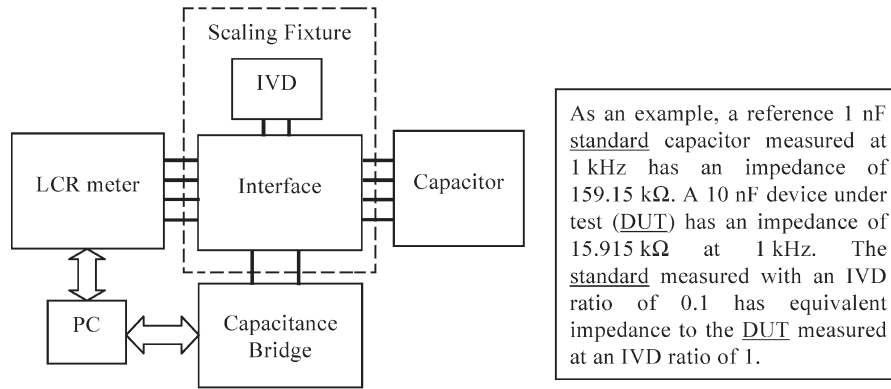 Scaling Fixture
IVD
LCR meter
Interface
Capacitor
PC
Capacitance
Bridge
As an example, a reference 1 nF
standard capacitor measured at
1 kHz has an impedance of
159.15 kΩ. A 10 nF device under
test (DUT) has an impedance of
15.915 kΩ at 1 kHz. The
standard measured with an IVD
ratio of 0.1 has equivalent
impedance to the DUT measured
at an IVD ratio of 1.